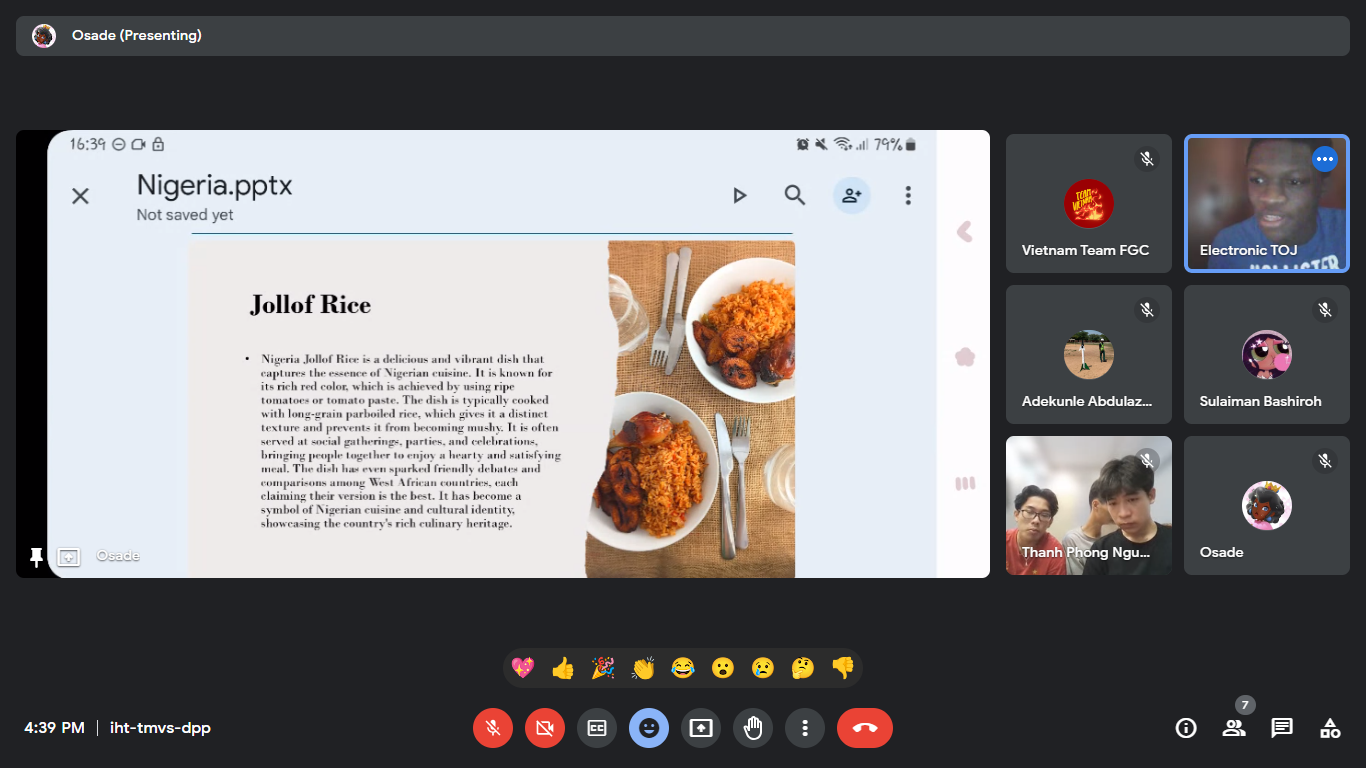 Osade (Presenting)
16:39
79%
Nigeria.pptx
Not saved yet
Jollof Rice
• Nigeria Jollof Rice is a delicious and vibrant dish that
captures the essence of Nigerian cuisine. It is known for
its rich red color, which is achieved by using ripe
tomatoes or tomato paste. The dish is typically cooked
with long-grain parboiled rice, which gives it a distinct
texture and prevents it from becoming mushy. It is often
served at social gatherings, parties, and celebrations,
bringing people together to enjoy a hearty and satisfying
meal. The dish has even sparked friendly debates and
comparisons among West African countries, each
claiming their version is the best. It has become a
symbol of Nigerian cuisine and cultural identity,
showcasing the country's rich culinary heritage.
Osade
TEAM
VIETNAM
Vietnam Team FGC
HOLLISTER
Electronic TOJ
Adekunle Abdulaz...
Sulaiman Bashiroh
Thanh Phong Ngu...
Osade
4:39 PM | iht-tmvs-dpp
CC
7